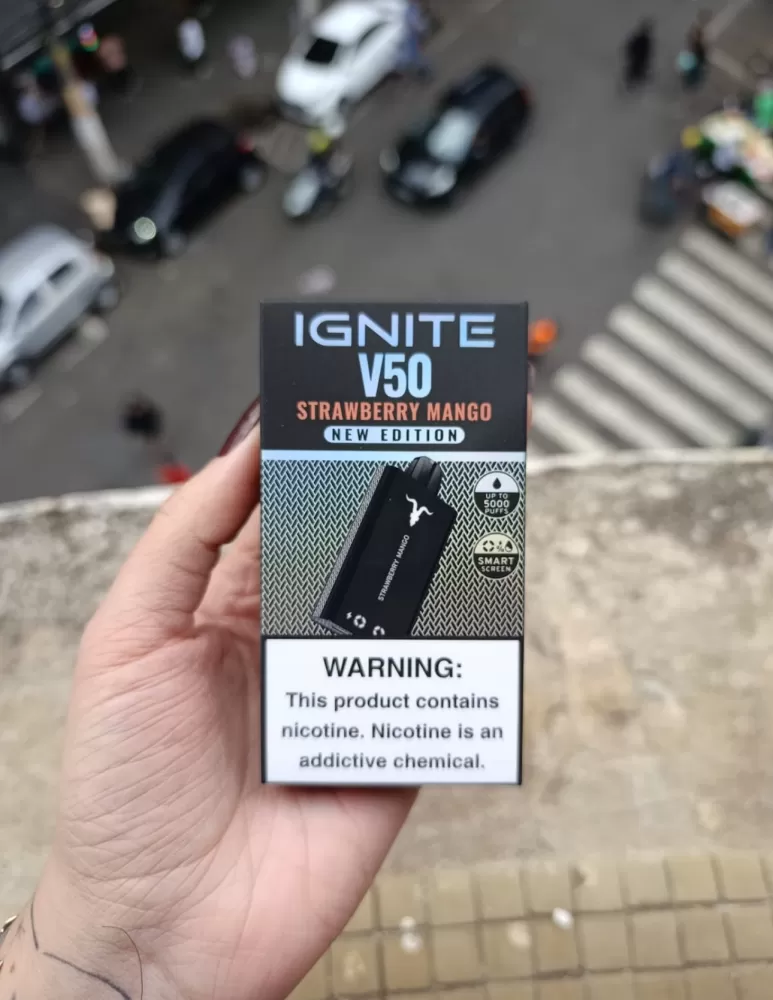 IGNITE
V50
STRAWBERRY MANGO
NEW EDITION
UP TO
5000
PUFFS
SMART
SCREEN
STRAWBERRY MANGO
WARNING:
This product contains
nicotine. Nicotine is an
addictive chemical.